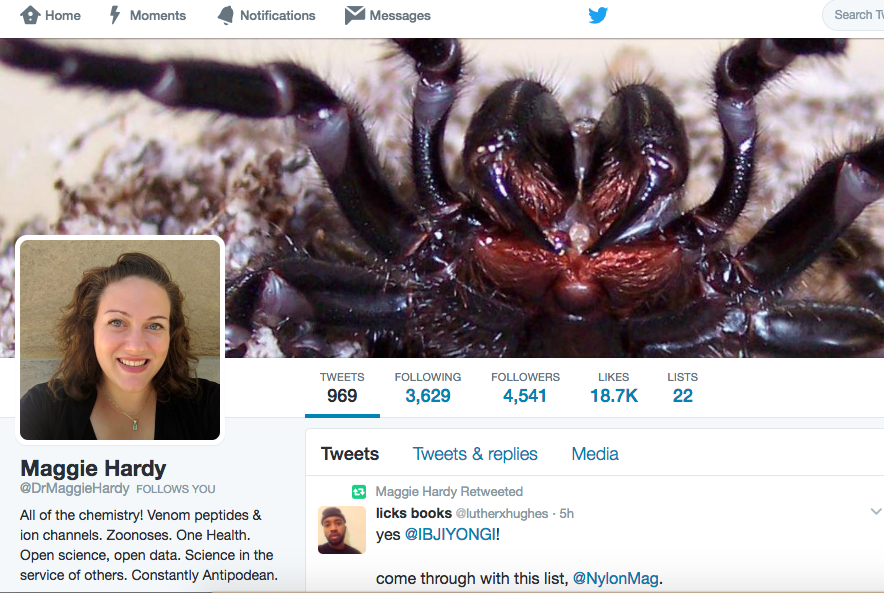 Home Moments Notifications Messages Search Tw
TWEETS FOLLOWING FOLLOWERS LIKES LISTS
969 3,629 4,541 18.7K 22
Maggie Hardy
@DrMaggieHardy FOLLOWS YOU
All of the chemistry! Venom peptides &
ion channels. Zoonoses. One Health.
Open science, open data. Science in the
service of others. Constantly Antipodean.
Tweets Tweets & replies Media
Maggie Hardy Retweeted
licks books @lutherxhughes · 5h
yes @IBJIYONGI!
come through with this list, @NylonMag.